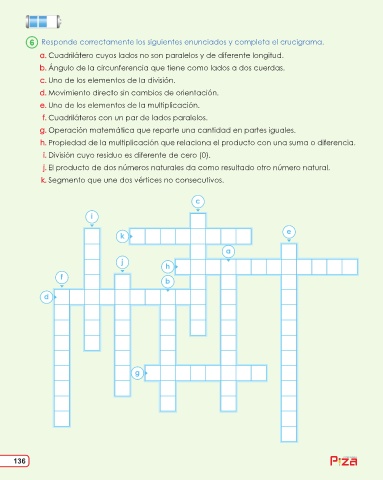 6 Responde correctamente los siguientes enunciados y completa el crucigrama.
a. Cuadrilátero cuyos lados no son paralelos y de diferente longitud.
b. Ángulo de la circunferencia que tiene como lados a dos cuerdas.
c. Uno de los elementos de la división.
d. Movimiento directo sin cambios de orientación.
e. Uno de los elementos de la multiplicación.
f. Cuadriláteros con un par de lados paralelos.
g. Operación matemática que reparte una cantidad en partes iguales.
h. Propiedad de la multiplicación que relaciona el producto con una suma o diferencia.
i. División cuyo residuo es diferente de cero (0).
j. El producto de dos números naturales da como resultado otro número natural.
k. Segmento que une dos vértices no consecutivos.
c
i
k
e
a
j
h
f
b
d
g
136
Piza